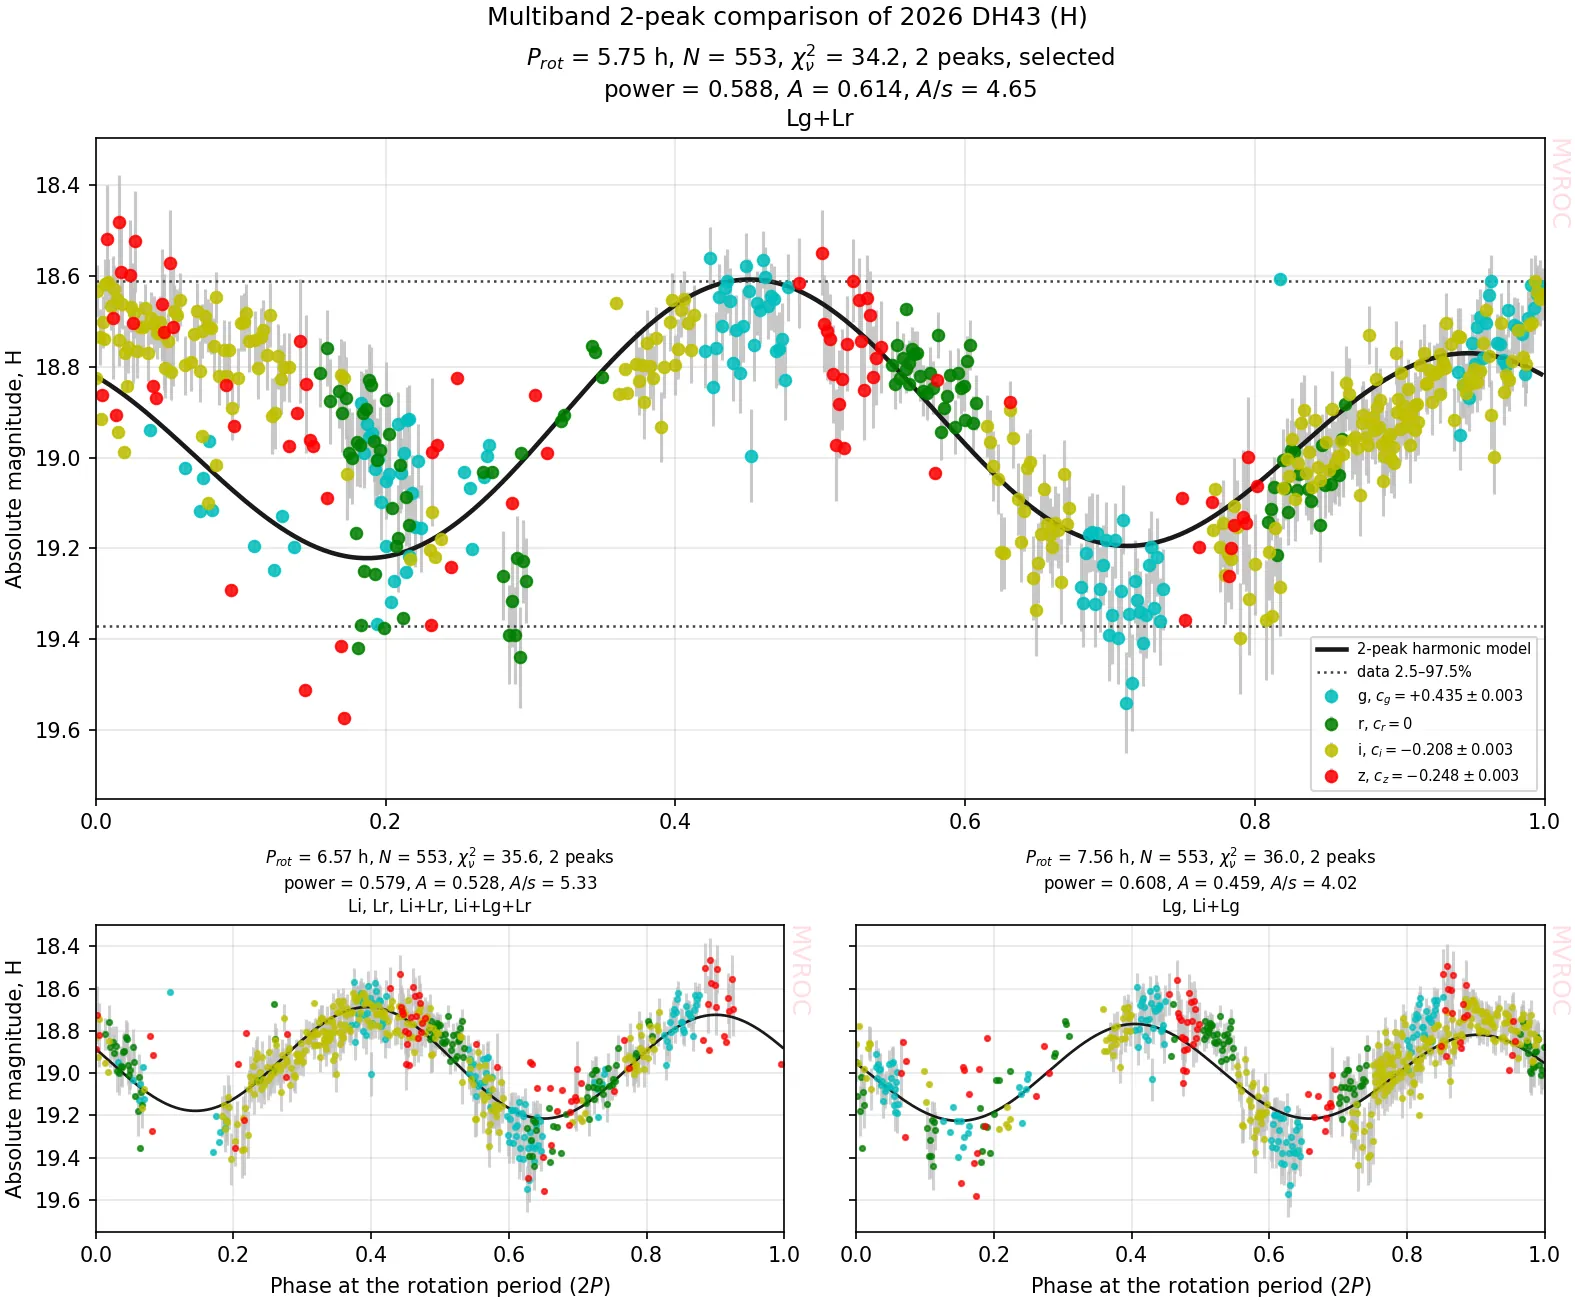 Multiband 2-peak comparison of 2026 DH43 (H)
P_rot = 5.75 h, N = 553, χ²_ν = 34.2, 2 peaks, selected
power = 0.588, A = 0.614, A/s = 4.65
Lg+Lr
MVROC
Absolute magnitude, H
18.4
18.6
18.8
19.0
19.2
19.4
19.6
2-peak harmonic model
data 2.5–97.5%
g, c_g = +0.435 ± 0.003
r, c_r = 0
i, c_i = −0.208 ± 0.003
z, c_z = −0.248 ± 0.003
0.0 0.2 0.4 0.6 0.8 1.0
P_rot = 6.57 h, N = 553, χ²_ν = 35.6, 2 peaks
power = 0.579, A = 0.528, A/s = 5.33
Li, Lr, Li+Lr, Li+Lg+Lr
MVROC
Absolute magnitude, H
18.4
18.6
18.8
19.0
19.2
19.4
19.6
0.0 0.2 0.4 0.6 0.8 1.0
Phase at the rotation period (2P)
P_rot = 7.56 h, N = 553, χ²_ν = 36.0, 2 peaks
power = 0.608, A = 0.459, A/s = 4.02
Lg, Li+Lg
MVROC
0.0 0.2 0.4 0.6 0.8 1.0
Phase at the rotation period (2P)